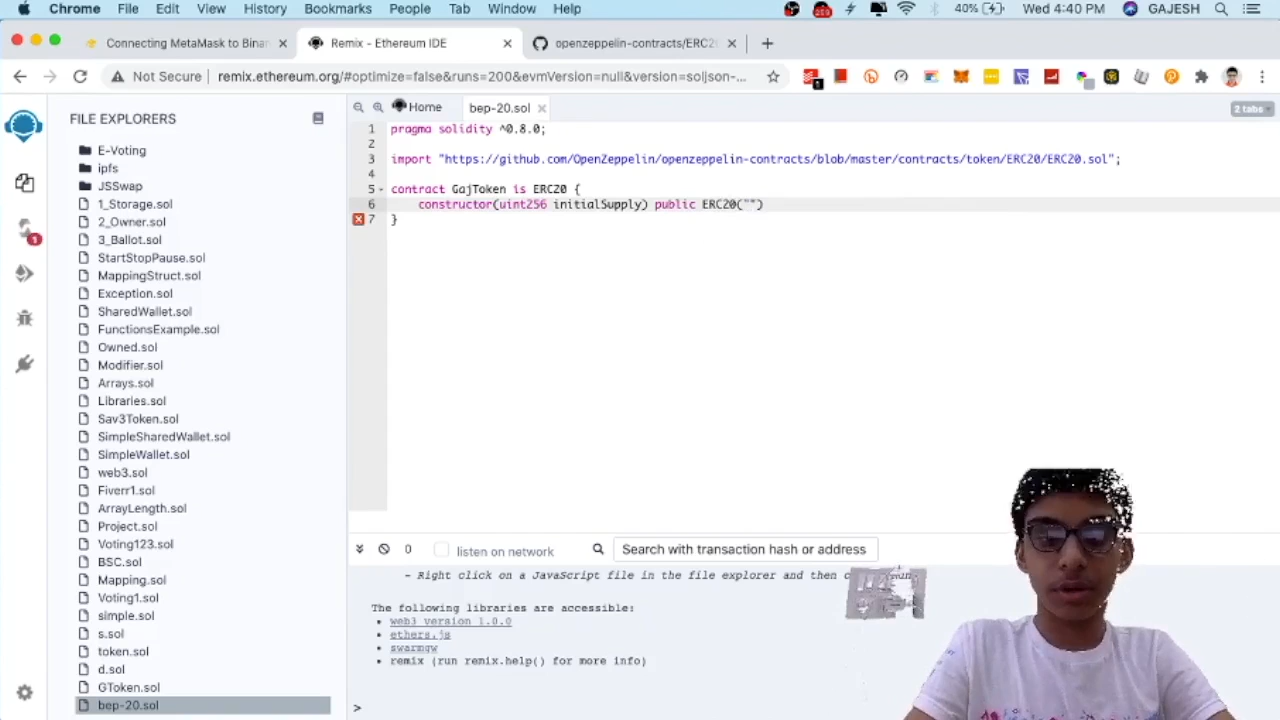 Chrome File Edit View History Bookmarks People Tab Window Help 40% Wed 4:40 PM GAJESH
Connecting MetaMask to Binar Remix - Ethereum IDE openzeppelin-contracts/ERC2
Not Secure remix.ethereum.org/#optimize=false&runs=200&evmVersion=null&version=soljson-...
FILE EXPLORERS
Home bep-20.sol 2 tabs
E-Voting
ipfs
JSSwap
1_Storage.sol
2_Owner.sol
3_Ballot.sol
StartStopPause.sol
MappingStruct.sol
Exception.sol
SharedWallet.sol
FunctionsExample.sol
Owned.sol
Modifier.sol
Arrays.sol
Libraries.sol
Sav3Token.sol
SimpleSharedWallet.sol
SimpleWallet.sol
web3.sol
Fiverr1.sol
ArrayLength.sol
Project.sol
Voting123.sol
BSC.sol
Mapping.sol
Voting1.sol
simple.sol
s.sol
token.sol
d.sol
GToken.sol
bep-20.sol
1
1 pragma solidity ^0.8.0;
2
3 import "https://github.com/OpenZeppelin/openzeppelin-contracts/blob/master/contracts/token/ERC20/ERC20.sol";
4
5 contract GajToken is ERC20 {
6 constructor(uint256 initialSupply) public ERC20("")
7 }
0 listen on network Search with transaction hash or address
- Right click on a JavaScript file in the file explorer and then
The following libraries are accessible:
• web3 version 1.0.0
• ethers.js
• swarmgw
• remix (run remix.help() for more info)
>